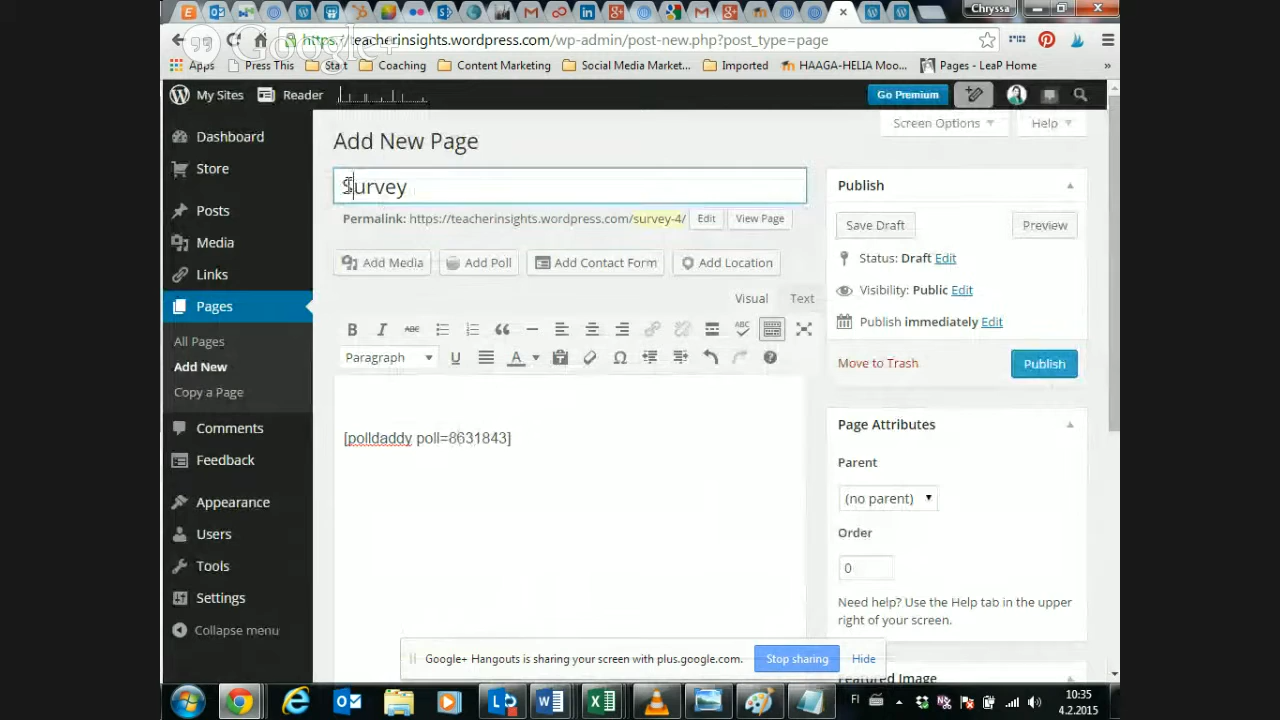 Chryssa
https://teacherinsights.wordpress.com/wp-admin/post-new.php?post_type=page
Google+
Apps Press This Start Coaching Content Marketing Social Media Market... Imported HAAGA-HELIA Moo... Pages - LeaP Home »
My Sites Reader Go Premium
Screen Options Help
Dashboard
Store
Posts
Media
Links
Pages
All Pages
Add New
Copy a Page
Comments
Feedback
Appearance
Users
Tools
Settings
Collapse menu
Add New Page
Survey
Permalink: https://teacherinsights.wordpress.com/survey-4/ Edit View Page
Add Media Add Poll Add Contact Form Add Location
Visual Text
B I ABC ABC
Paragraph U A Ω ?
[polldaddy poll=8631843]
Publish
Save Draft Preview
Status: Draft Edit
Visibility: Public Edit
Publish immediately Edit
Move to Trash Publish
Page Attributes
Parent
(no parent)
Order
0
Need help? Use the Help tab in the upper
right of your screen.
Featured Image
Google+ Hangouts is sharing your screen with plus.google.com. Stop sharing Hide
FI 10:35
4.2.2015